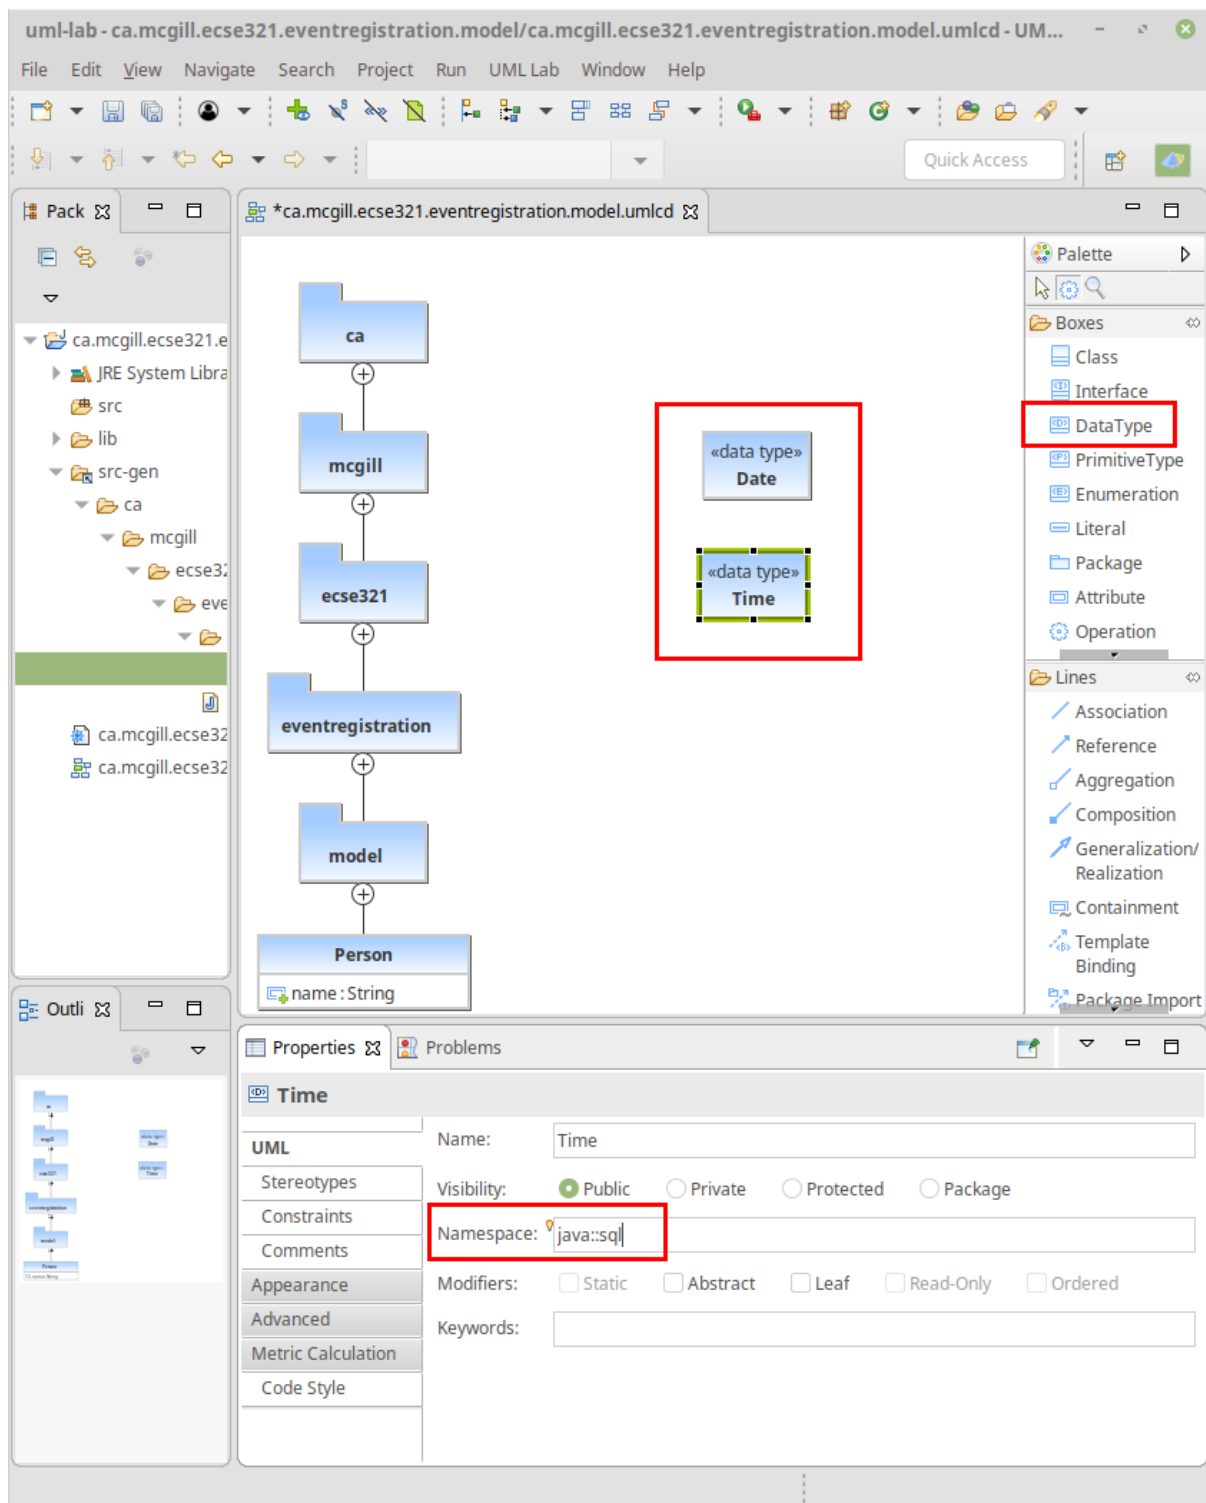 uml-lab - ca.mcgill.ecse321.eventregistration.model/ca.mcgill.ecse321.eventregistration.model.umlcd - UM...
File Edit View Navigate Search Project Run UML Lab Window Help
Quick Access
Pack
*ca.mcgill.ecse321.eventregistration.model.umlcd
ca.mcgill.ecse321.e
JRE System Libra
src
lib
src-gen
ca
mcgill
ecse32
eve
ca.mcgill.ecse32
ca.mcgill.ecse32
ca
mcgill
ecse321
eventregistration
model
Person
name : String
«data type»
Date
«data type»
Time
Palette
Boxes
Class
Interface
DataType
PrimitiveType
Enumeration
Literal
Package
Attribute
Operation
Lines
Association
Reference
Aggregation
Composition
Generalization/
Realization
Containment
Template
Binding
Package Import
Outli
Properties
Problems
Time
UML
Stereotypes
Constraints
Comments
Appearance
Advanced
Metric Calculation
Code Style
Name: Time
Visibility: Public Private Protected Package
Namespace: java::sql
Modifiers: Static Abstract Leaf Read-Only Ordered
Keywords: